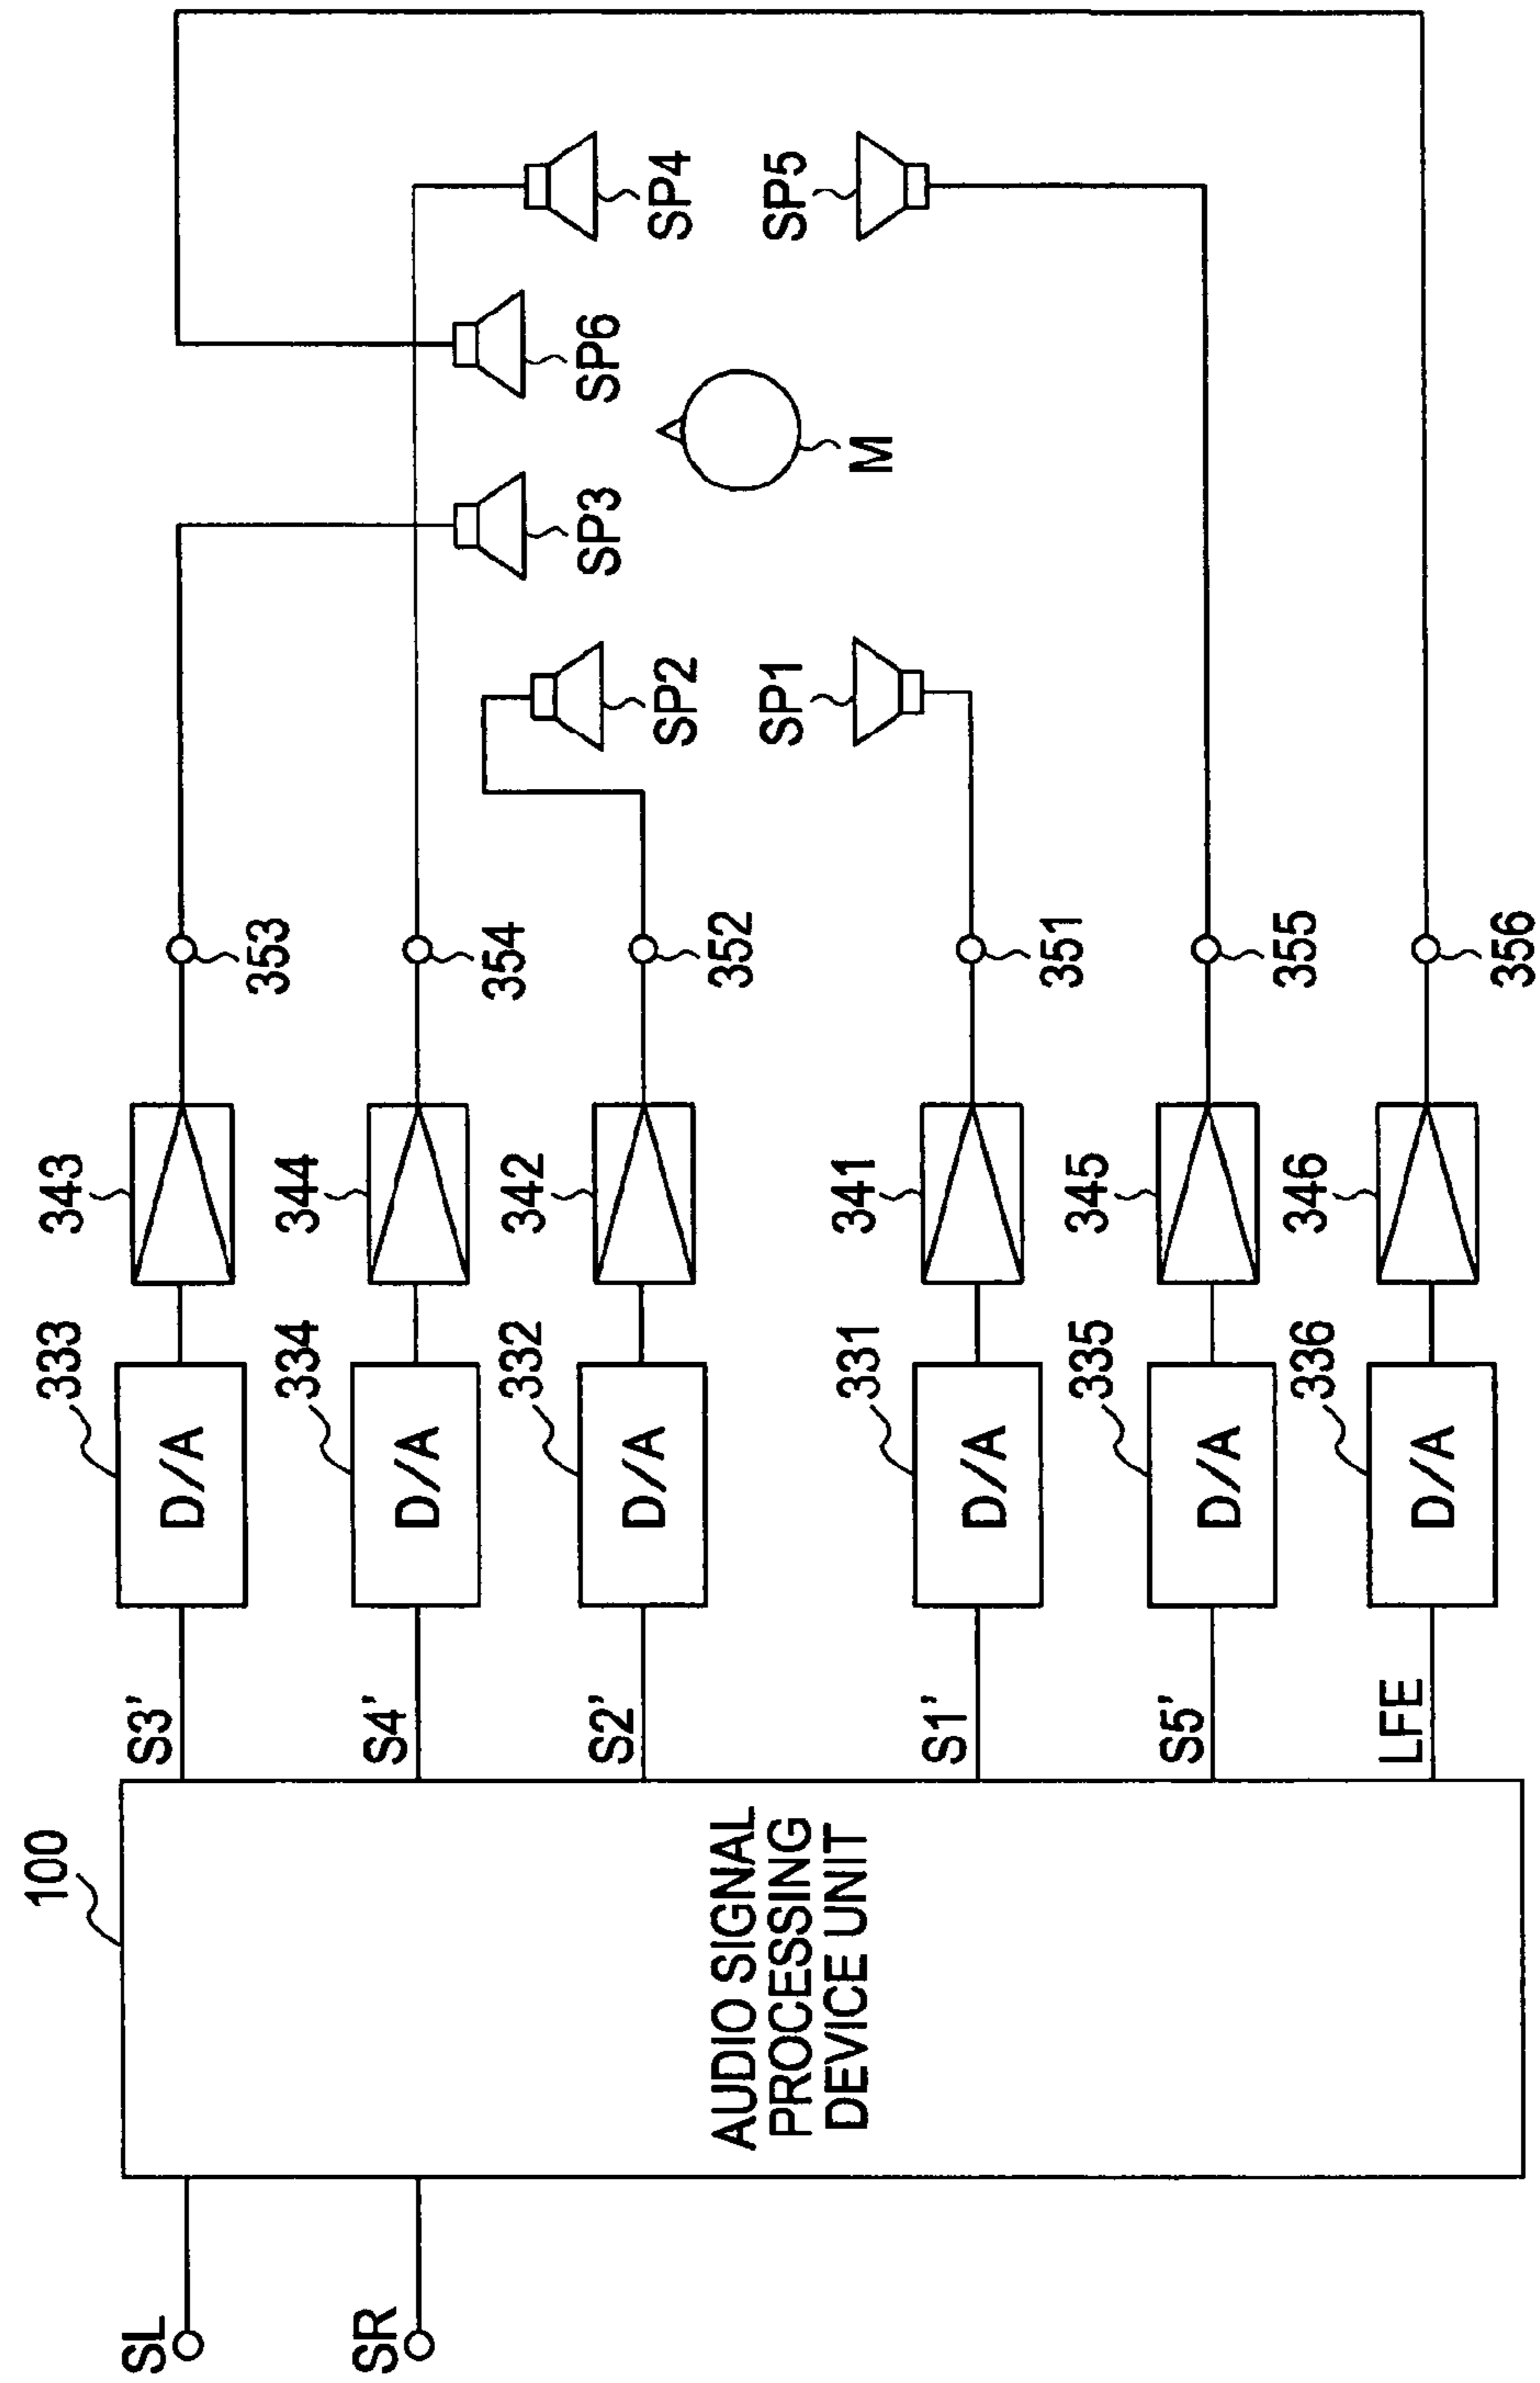 100
SL
SR
AUDIO SIGNAL
PROCESSING
DEVICE UNIT
S3'
S4'
S2'
S1'
S5'
LFE
333
D/A
334
D/A
332
D/A
331
D/A
335
D/A
336
D/A
343
344
342
341
345
346
353
354
352
351
355
356
SP2
SP1
SP3
M
SP6
SP4
SP5